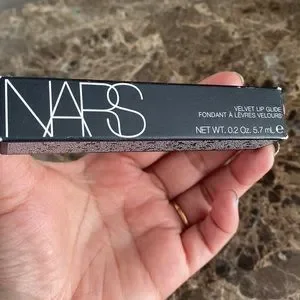 NARS
VELVET LIP GLIDE
FONDANT À LÈVRES VELOURS
NET WT. 0.2 Oz. 5.7 mL ℮